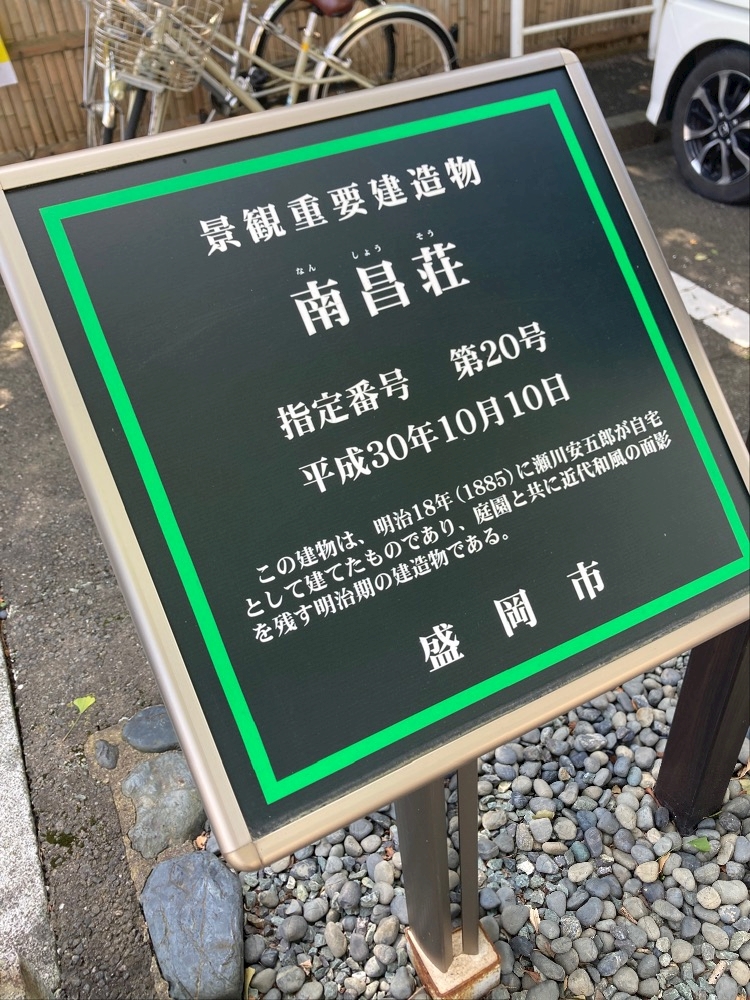 景観重要建造物
なん しょう そう
南昌荘
指定番号 第20号
平成30年10月10日
この建物は、明治18年(1885)に瀬川安五郎が自宅
として建てたものであり、庭園と共に近代和風の面影
を残す明治期の建造物である。
盛岡市